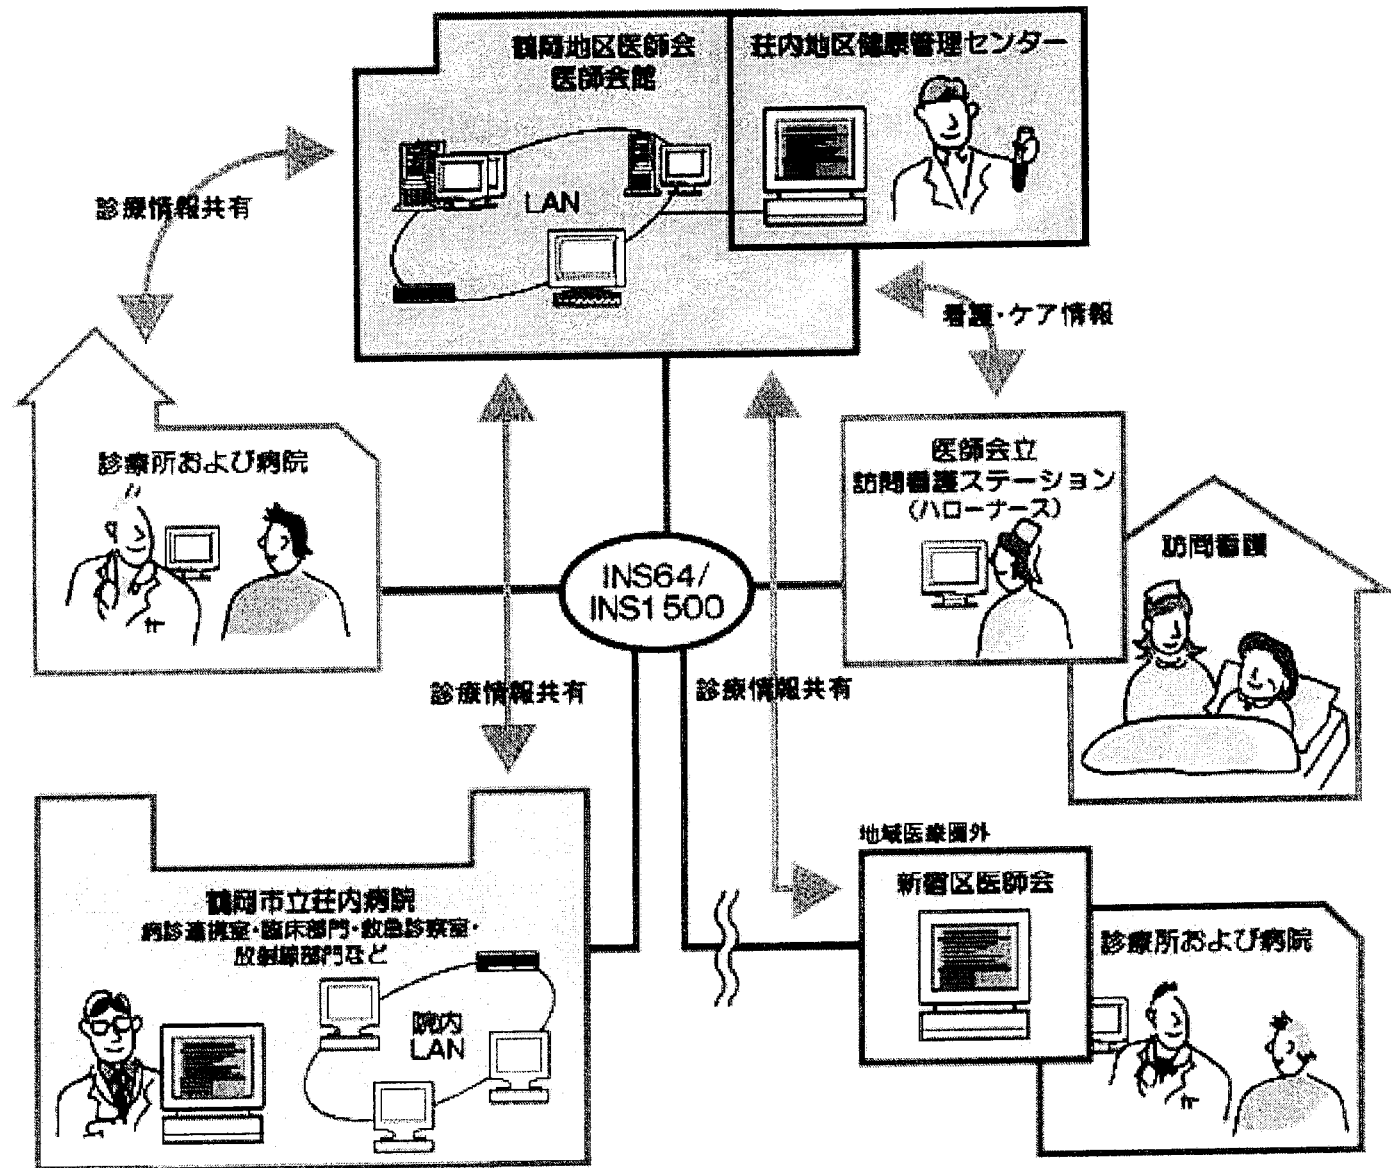 鶴岡地区医師会
医師会館
荘内地区健康管理センター
LAN
診療情報共有
看護・ケア情報
診療所および病院
医師会立
訪問看護ステーション
(ハローナース)
訪問看護
INS64/
INS1500
診療情報共有
診療情報共有
地域医療圏外
新宿区医師会
診療所および病院
鶴岡市立荘内病院
病診連携室・臨床部門・救急診察室・
放射線部門など
院内
LAN